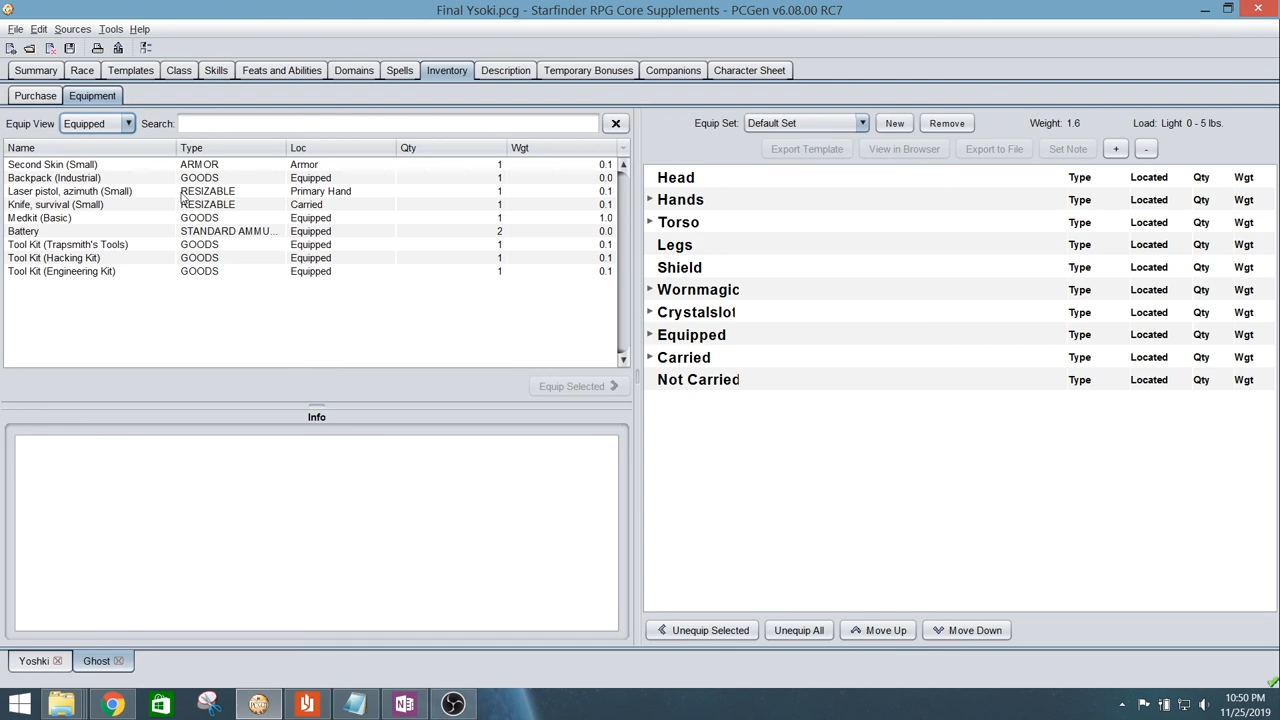 Final Ysoki.pcg - Starfinder RPG Core Supplements - PCGen v6.08.00 RC7
File Edit Sources Tools Help
Summary Race Templates Class Skills Feats and Abilities Domains Spells Inventory Description Temporary Bonuses Companions Character Sheet
Purchase Equipment
Equip View Equipped Search: Equip Set: Default Set New Remove Weight: 1.6 Load: Light 0 - 5 lbs.
Export Template View in Browser Export to File Set Note + -
Name Type Loc Qty Wgt
Second Skin (Small) ARMOR Armor 1 0.1
Backpack (Industrial) GOODS Equipped 1 0.0
Laser pistol, azimuth (Small) RESIZABLE Primary Hand 1 0.1
Knife, survival (Small) RESIZABLE Carried 1 0.1
Medkit (Basic) GOODS Equipped 1 1.0
Battery STANDARD AMMU... Equipped 2 0.0
Tool Kit (Trapsmith's Tools) GOODS Equipped 1 0.1
Tool Kit (Hacking Kit) GOODS Equipped 1 0.1
Tool Kit (Engineering Kit) GOODS Equipped 1 0.1
Equip Selected
Info
Head Type Located Qty Wgt
Hands Type Located Qty Wgt
Torso Type Located Qty Wgt
Legs Type Located Qty Wgt
Shield Type Located Qty Wgt
Wornmagic Type Located Qty Wgt
Crystalslot Type Located Qty Wgt
Equipped Type Located Qty Wgt
Carried Type Located Qty Wgt
Not Carried Type Located Qty Wgt
Unequip Selected Unequip All Move Up Move Down
Yoshki Ghost
10:50 PM
11/25/2019